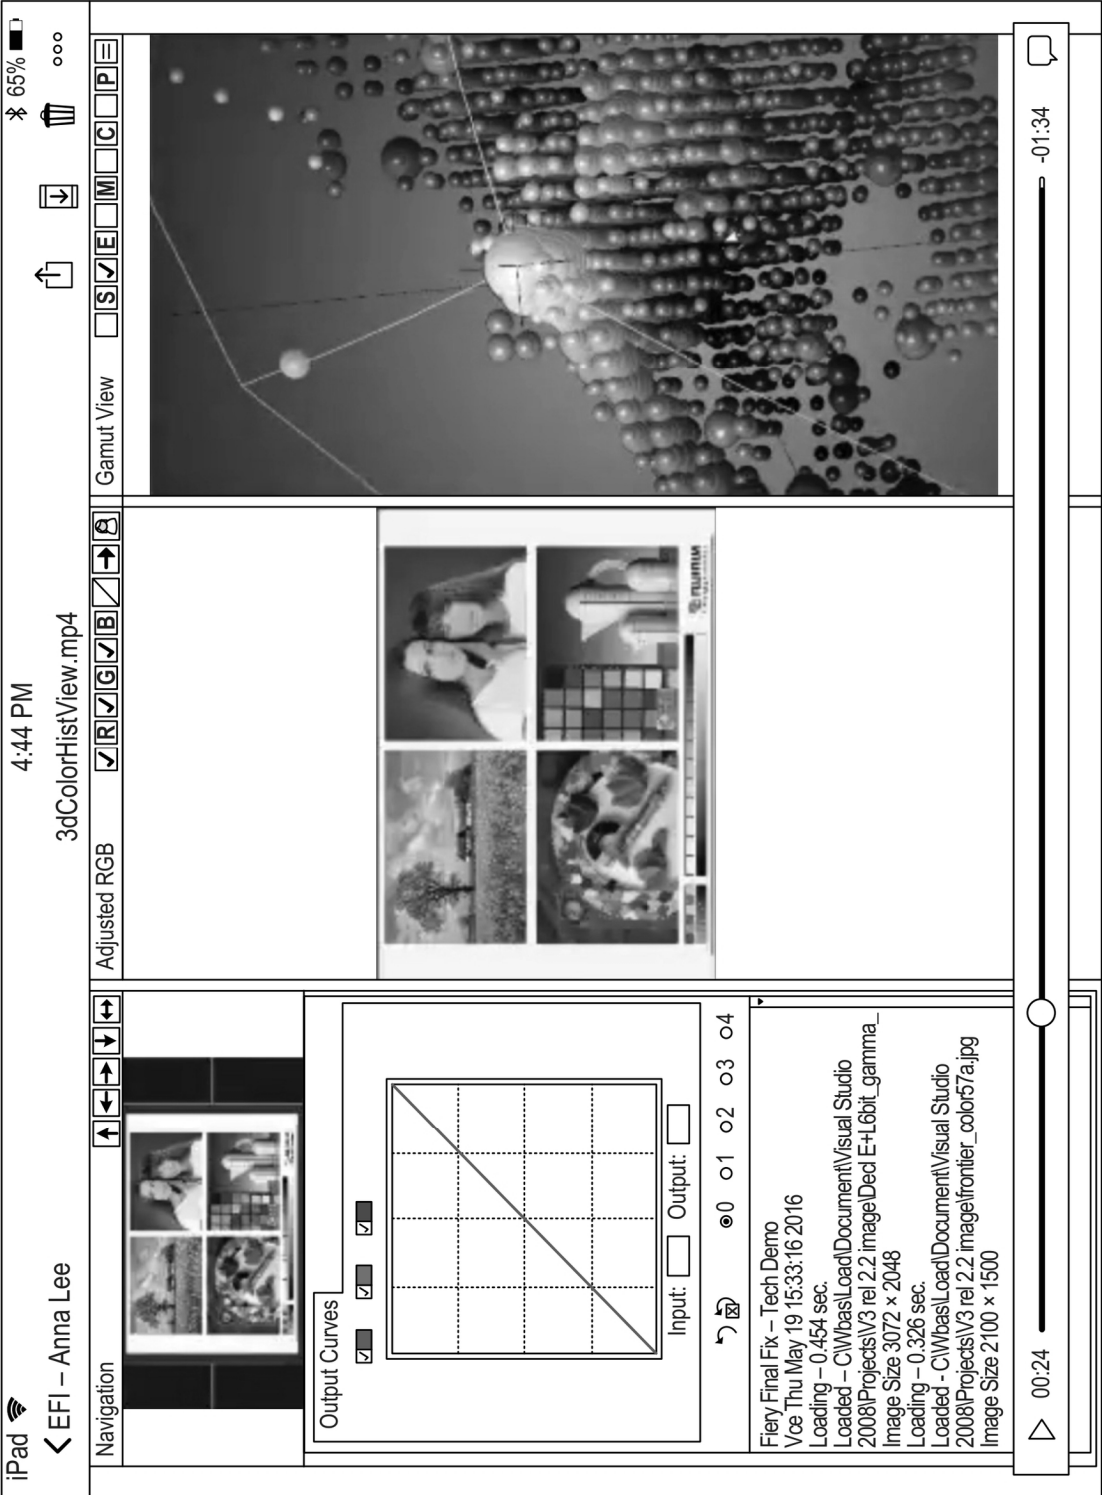 iPad
4:44 PM
65%
EFI – Anna Lee
3dColorHistView.mp4
Navigation
Adjusted RGB
R G B
Gamut View
S E M C P
Output Curves
Input: Output:
0 1 2 3 4
Fiery Final Fix – Tech Demo
Vce Thu May 19 15:33:16 2016
Loading – 0.454 sec.
Loaded – C\Wbas\Load\Document\Visual Studio
2008\Projects\V3 rel 2.2 image\Ded E+L6bit_gamma_
Image Size 3072 × 2048
Loading – 0.326 sec.
Loaded - C\Wbas\Load\Document\Visual Studio
2008\Projects\V3 rel 2.2 image\frontier_color57a.jpg
Image Size 2100 × 1500
FUJIFILM
00:24
-01:34